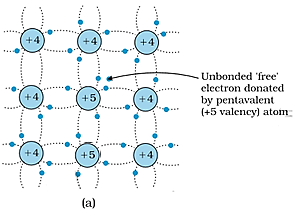 +4 +4 +4
+4 +5 +4
Unbonded 'free'
electron donated
by pentavalent
(+5 valency) atom
+4 +5 +4
(a)